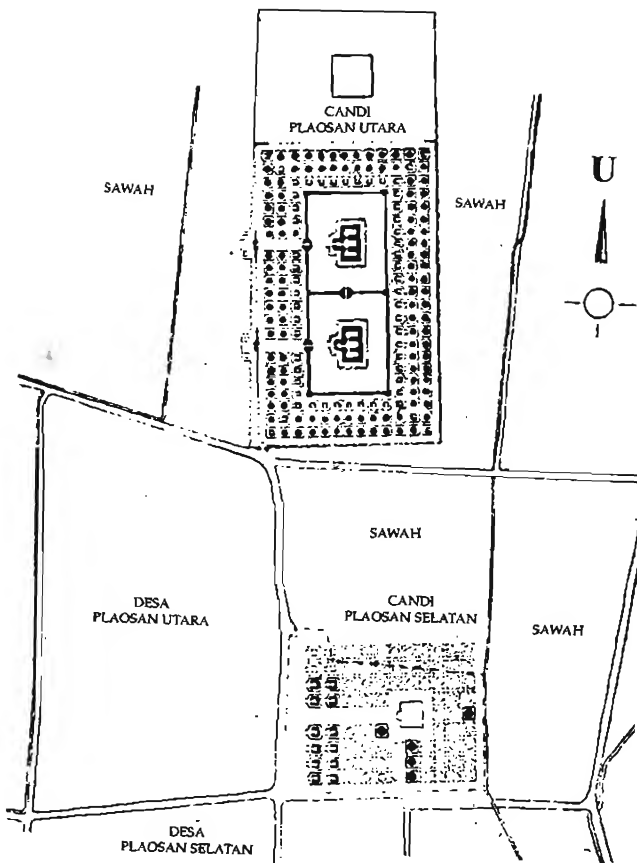 CANDI
PLAOSAN UTARA
SAWAH
SAWAH
U
SAWAH
DESA
PLAOSAN UTARA
CANDI
PLAOSAN SELATAN
SAWAH
DESA
PLAOSAN SELATAN